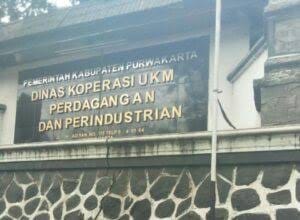 PEMERINTAH KABUPATEN PURWAKARTA
DINAS KOPERASI UKM
PERDAGANGAN
DAN PERINDUSTRIAN